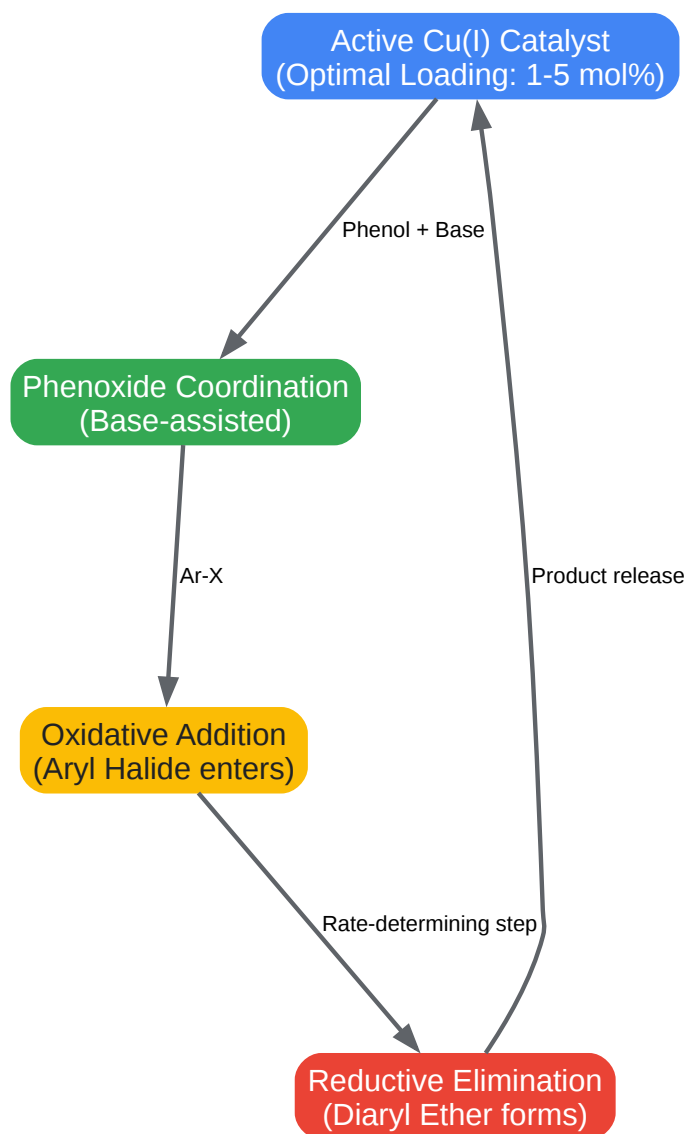 Active Cu(I) Catalyst
(Optimal Loading: 1-5 mol%)
Phenol + Base
Phenoxide Coordination
(Base-assisted)
Ar-X
Product release
Oxidative Addition
(Aryl Halide enters)
Rate-determining step
Reductive Elimination
(Diaryl Ether forms)